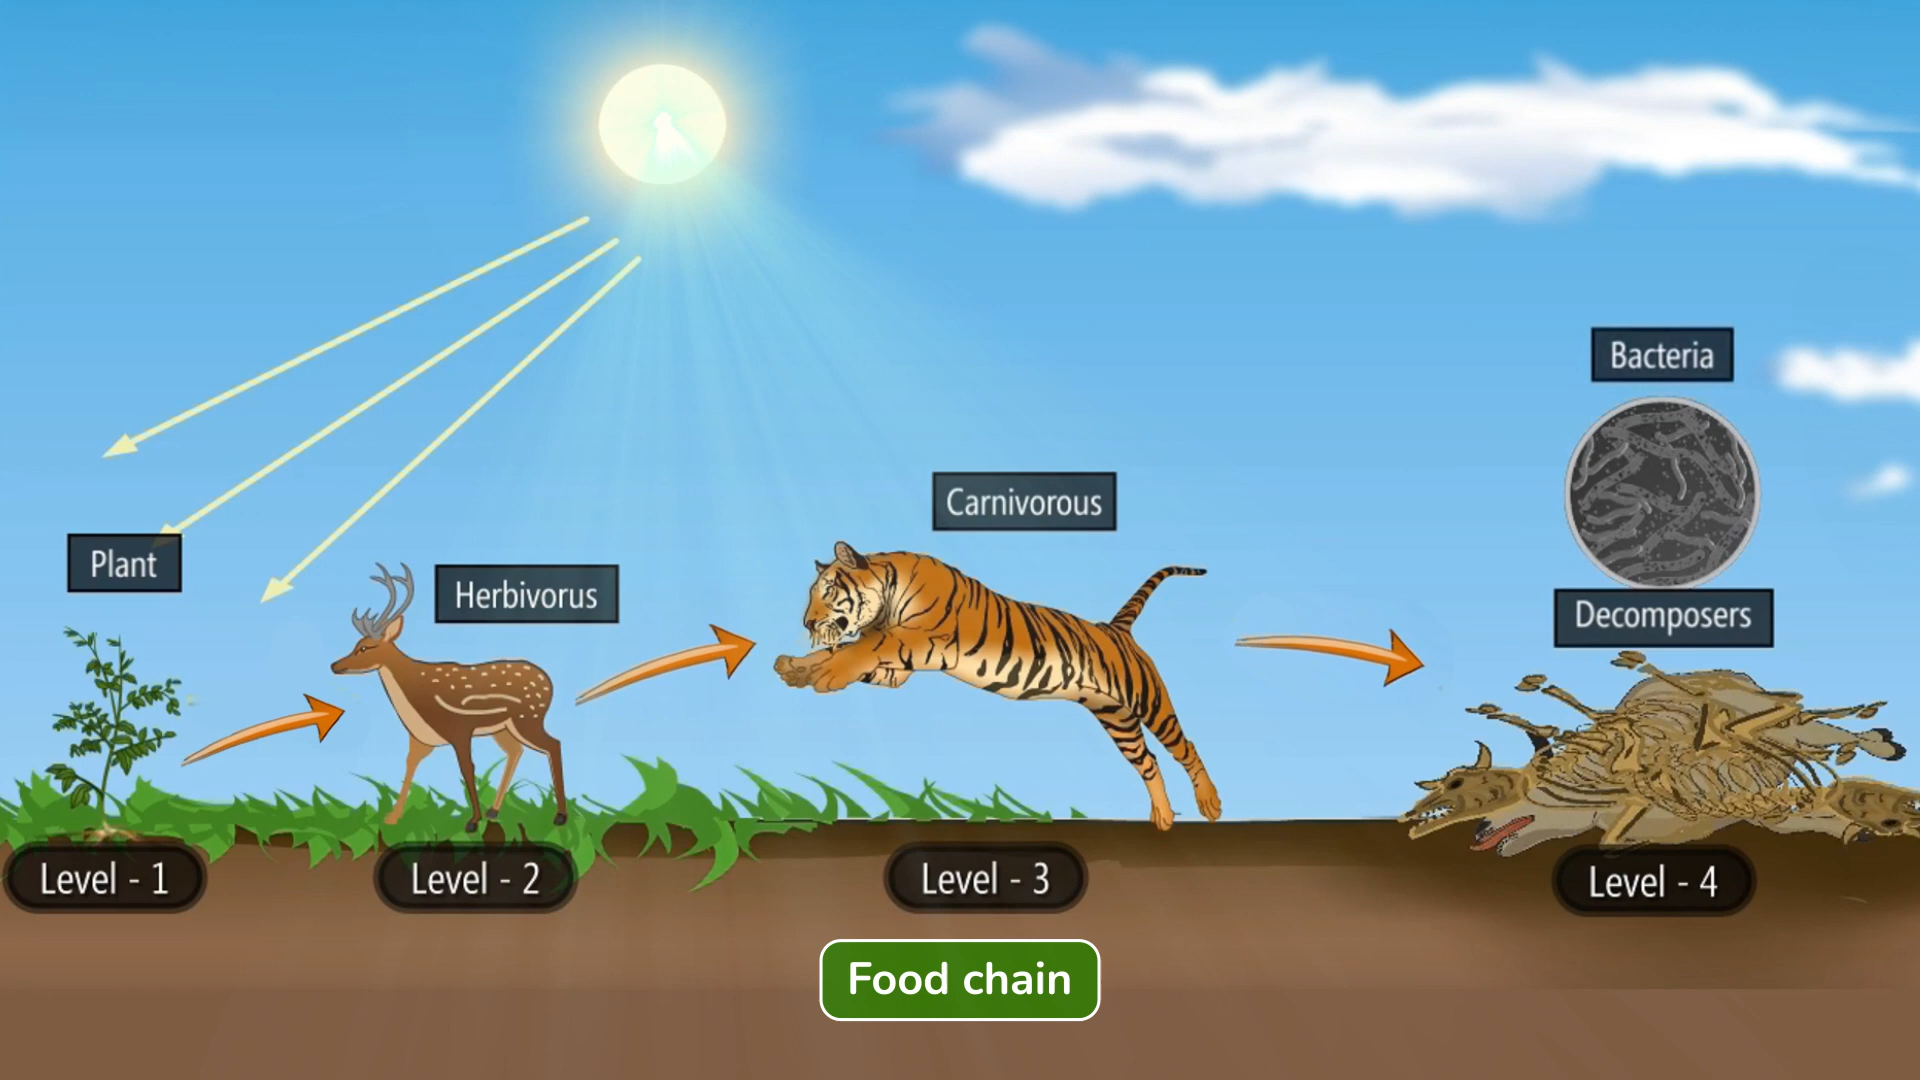 Bacteria
Carnivorous
Plant
Herbivorus
Decomposers
Level - 1
Level - 2
Level - 3
Level - 4
Food chain